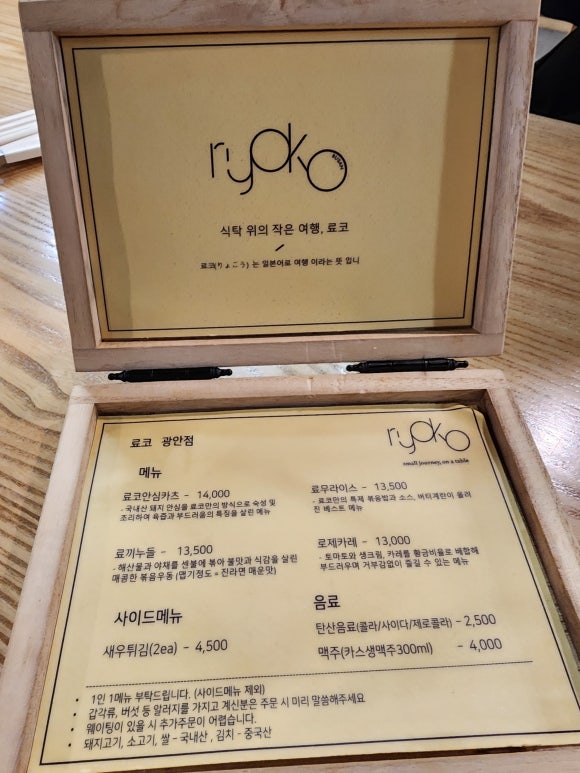 ryoko BUSAN
식탁 위의 작은 여행, 료코
료코(りょこう) 는 일본어로 여행 이라는 뜻 입니
료코 광안점
ryoko
small journey, on a table
메뉴
료코안심카츠 - 14,000
- 국내산 돼지 안심을 료코만의 방식으로 숙성 및
조리하여 육즙과 부드러움의 특징을 살린 메뉴
료무라이스 - 13,500
- 료코만의 특제 볶음밥과 소스, 버터계란이 올려
진 베스트 메뉴
료끼누들 - 13,500
- 해산물과 야채를 센불에 볶아 불맛과 식감을 살린
매콤한 볶음우동 (맵기정도 = 진라면 매운맛)
로제카레 - 13,000
- 토마토와 생크림, 카레를 황금비율로 배합해
부드러우며 거부감없이 즐길 수 있는 메뉴
사이드메뉴
새우튀김(2ea) - 4,500
음료
탄산음료(콜라/사이다/제로콜라) - 2,500
맥주(카스생맥주300ml) - 4,000
• 1인 1메뉴 부탁드립니다. (사이드메뉴 제외)
• 갑각류, 버섯 등 알러지를 가지고 계신분은 주문 시 미리 말씀해주세요
• 웨이팅이 있을 시 추가주문이 어렵습니다.
• 돼지고기, 소고기, 쌀 - 국내산 , 김치 - 중국산